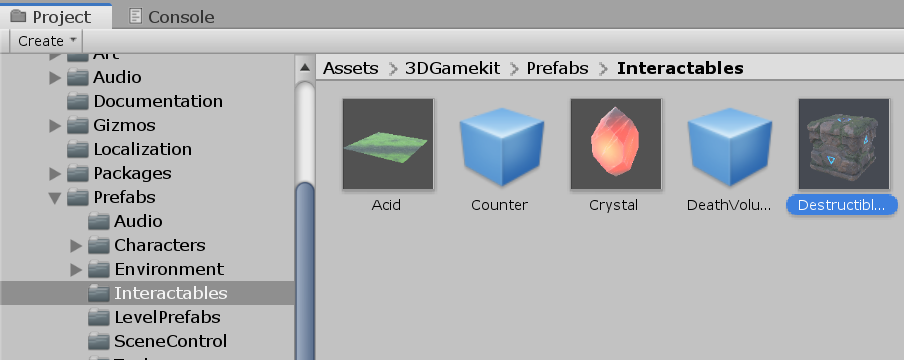 Project
Console
Create
Assets > 3DGamekit > Prefabs > Interactables
Art
Audio
Documentation
Gizmos
Localization
Packages
Prefabs
Audio
Characters
Environment
Interactables
LevelPrefabs
SceneControl
Acid
Counter
Crystal
DeathVolu...
Destructibl...